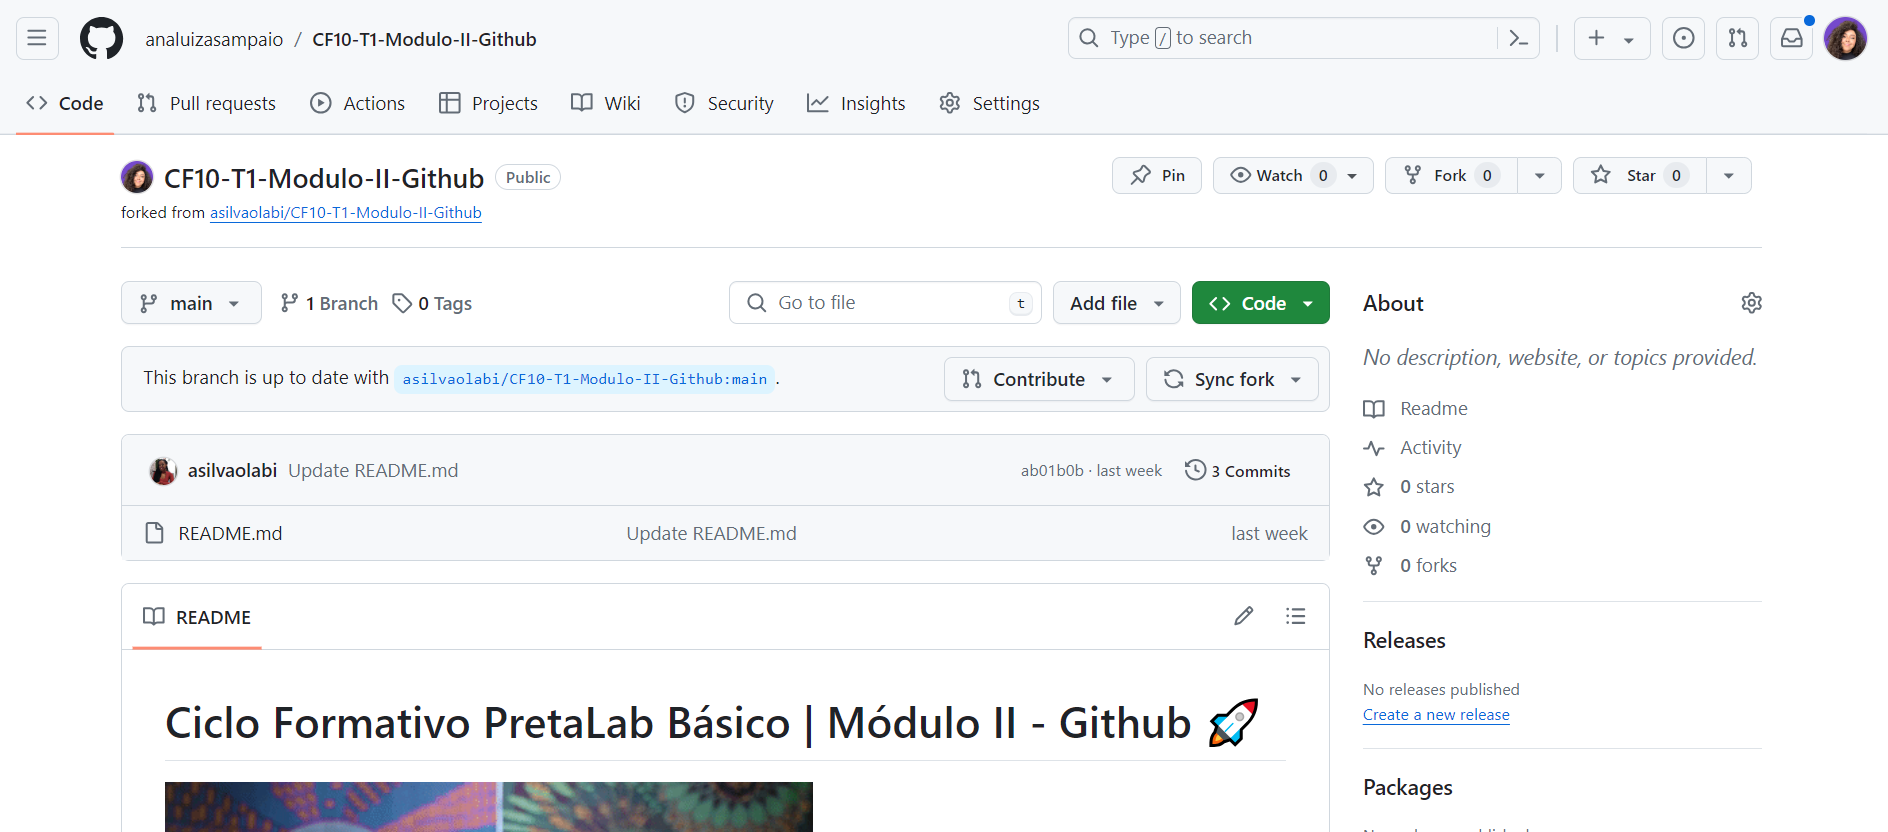 analuizasampaio / CF10-T1-Modulo-II-Github
Type / to search
Code Pull requests Actions Projects Wiki Security Insights Settings
CF10-T1-Modulo-II-Github Public
Pin Watch 0 Fork 0 Star 0
forked from asilvaolabi/CF10-T1-Modulo-II-Github
main 1 Branch 0 Tags Go to file t Add file Code
This branch is up to date with asilvaolabi/CF10-T1-Modulo-II-Github:main .
Contribute Sync fork
asilvaolabi Update README.md ab01b0b · last week 3 Commits
README.md Update README.md last week
README
Ciclo Formativo PretaLab Básico | Módulo II - Github 🚀
About
No description, website, or topics provided.
Readme
Activity
0 stars
0 watching
0 forks
Releases
No releases published
Create a new release
Packages